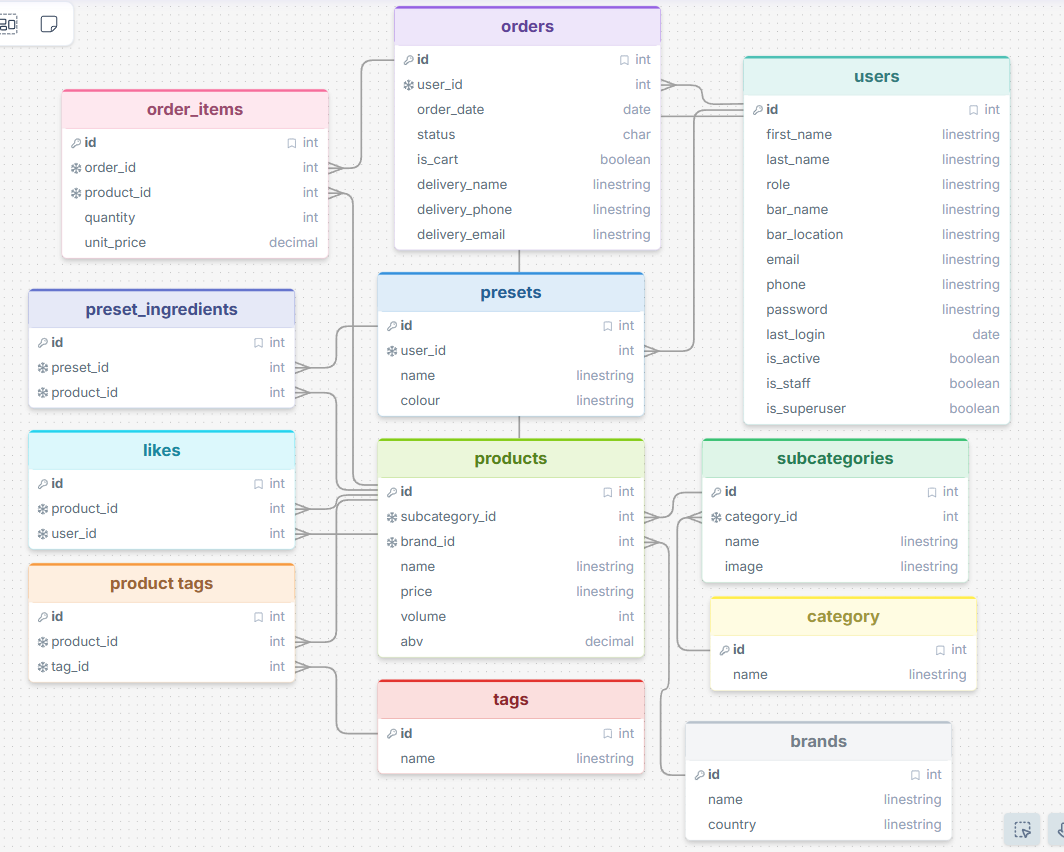 orders
id int
user_id int
order_date date
status char
is_cart boolean
delivery_name linestring
delivery_phone linestring
delivery_email linestring
users
id int
first_name linestring
last_name linestring
role linestring
bar_name linestring
bar_location linestring
email linestring
phone linestring
password linestring
last_login date
is_active boolean
is_staff boolean
is_superuser boolean
order_items
id int
order_id int
product_id int
quantity int
unit_price decimal
presets
id int
user_id int
name linestring
colour linestring
preset_ingredients
id int
preset_id int
product_id int
likes
id int
product_id int
user_id int
products
id int
subcategory_id int
brand_id int
name linestring
price linestring
volume int
abv decimal
subcategories
id int
category_id int
name linestring
image linestring
product tags
id int
product_id int
tag_id int
category
id int
name linestring
tags
id int
name linestring
brands
id int
name linestring
country linestring